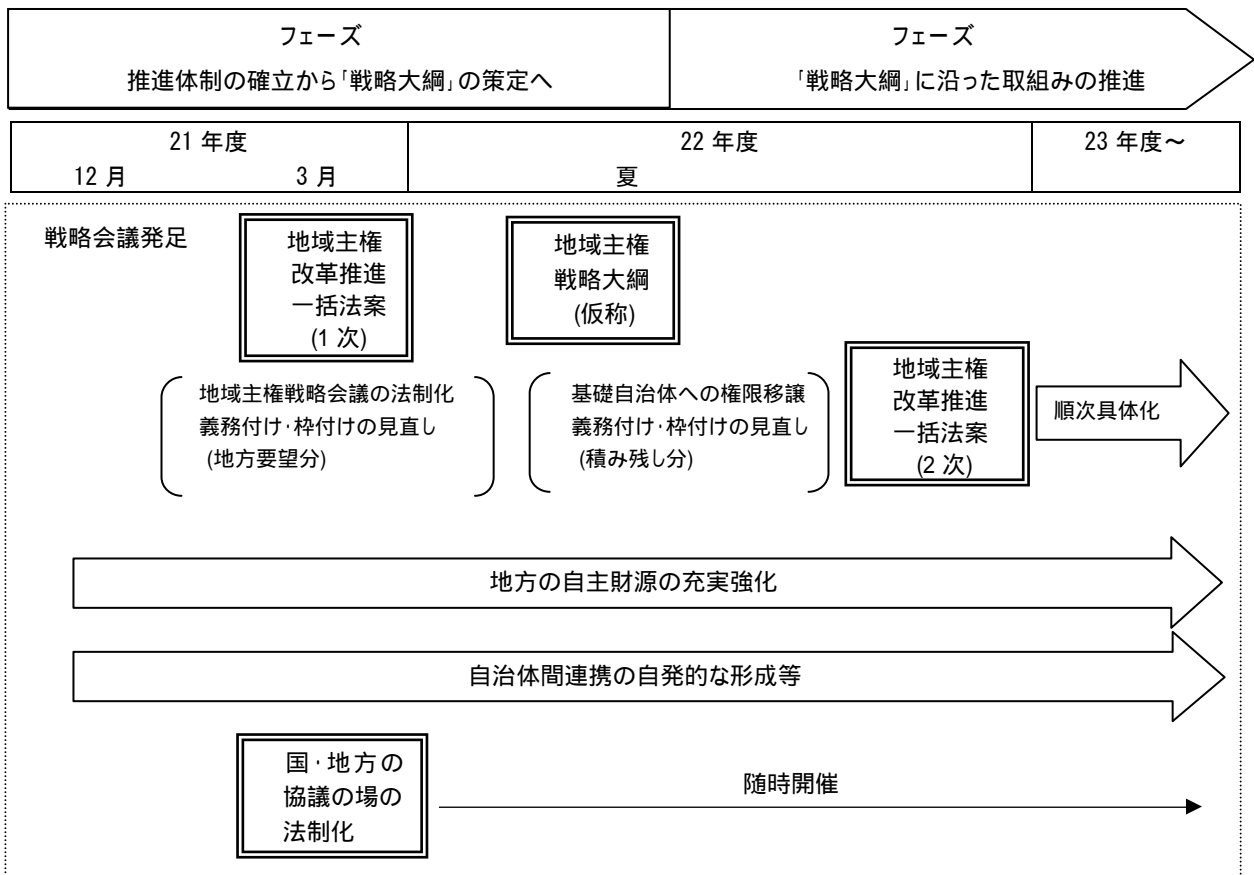 フェーズ
推進体制の確立から「戦略大綱」の策定へ
フェーズ
「戦略大綱」に沿った取組みの推進
21 年度
12 月
3 月
22 年度
夏
23 年度～
戦略会議発足
地域主権
改革推進
一括法案
(1 次)
地域主権
戦略大綱
(仮称)
地域主権戦略会議の法制化
義務付け・枠付けの見直し
(地方要望分)
基礎自治体への権限移譲
義務付け・枠付けの見直し
(積み残し分)
地域主権
改革推進
一括法案
(2 次)
順次具体化
地方の自主財源の充実強化
自治体間連携の自発的な形成等
国・地方の
協議の場の
法制化
随時開催